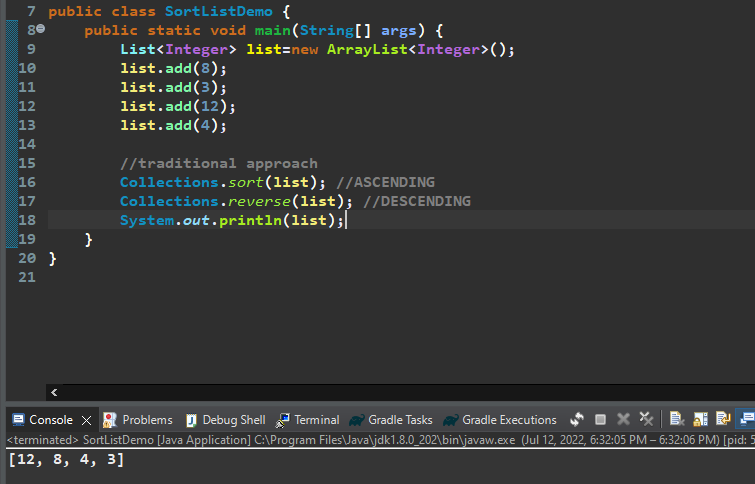 7 public class SortListDemo {
8 public static void main(String[] args) {
9 List<Integer> list=new ArrayList<Integer>();
10 list.add(8);
11 list.add(3);
12 list.add(12);
13 list.add(4);
14
15 //traditional approach
16 Collections.sort(list); //ASCENDING
17 Collections.reverse(list); //DESCENDING
18 System.out.println(list);
19 }
20 }
21
Console Problems Debug Shell Terminal Gradle Tasks Gradle Executions
<terminated> SortListDemo [Java Application] C:\Program Files\Java\jdk1.8.0_202\bin\javaw.exe (Jul 12, 2022, 6:32:05 PM – 6:32:06 PM) [pid: 5
[12, 8, 4, 3]